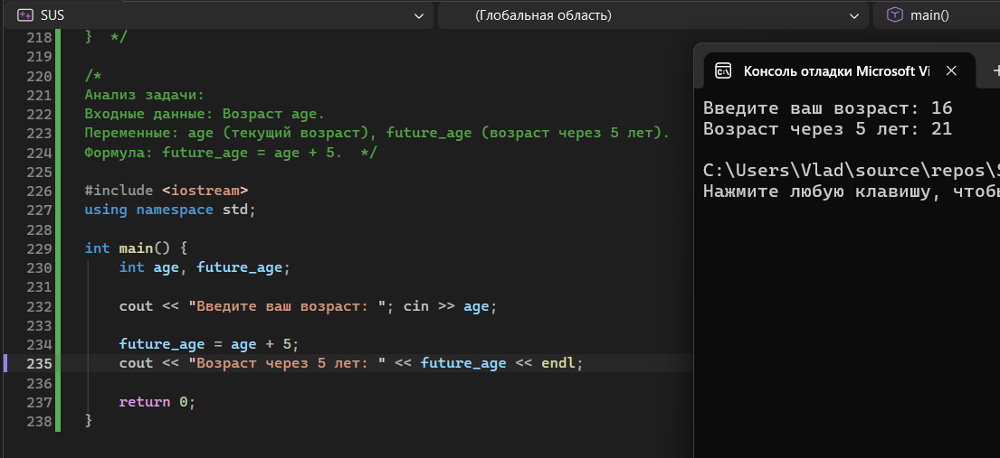 SUS
(Глобальная область)
main()
218 } */
219
220 /*
221 Анализ задачи:
222 Входные данные: Возраст age.
223 Переменные: age (текущий возраст), future_age (возраст через 5 лет).
224 Формула: future_age = age + 5. */
225
226 #include <iostream>
227 using namespace std;
228
229 int main() {
230 int age, future_age;
231
232 cout << "Введите ваш возраст: "; cin >> age;
233
234 future_age = age + 5;
235 cout << "Возраст через 5 лет: " << future_age << endl;
236
237 return 0;
238 }
Консоль отладки Microsoft Vi
Введите ваш возраст: 16
Возраст через 5 лет: 21
C:\Users\Vlad\source\repos\S
Нажмите любую клавишу, чтобы